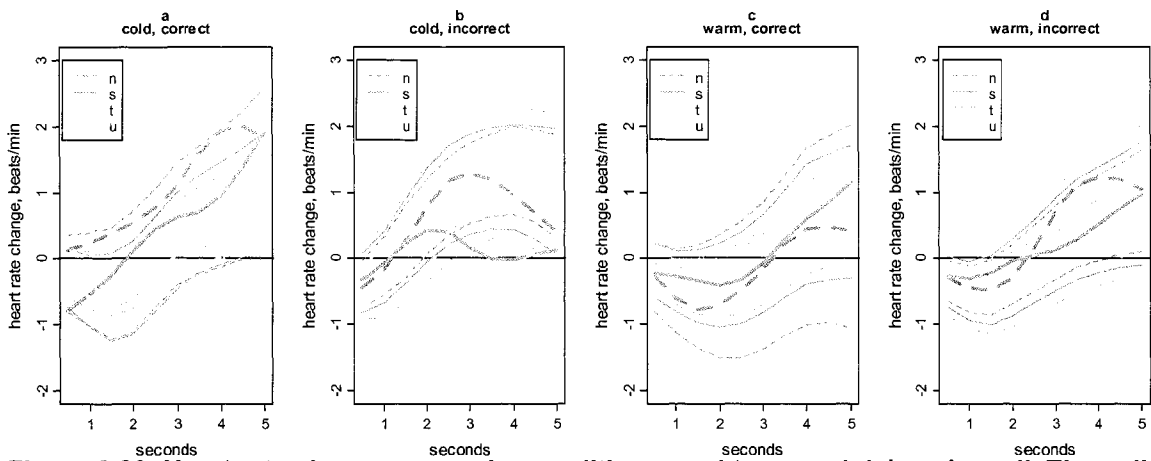 a
cold, correct
heart rate change, beats/min
3
2
1
0
-1
-2
n
s
t
u
1 2 3 4 5
seconds
b
cold, incorrect
heart rate change, beats/min
3
2
1
0
-1
-2
n
s
t
u
1 2 3 4 5
seconds
c
warm, correct
heart rate change, beats/min
3
2
1
0
-1
-2
n
s
t
u
1 2 3 4 5
seconds
d
warm, incorrect
heart rate change, beats/min
3
2
1
0
-1
-2
n
s
t
u
1 2 3 4 5
seconds